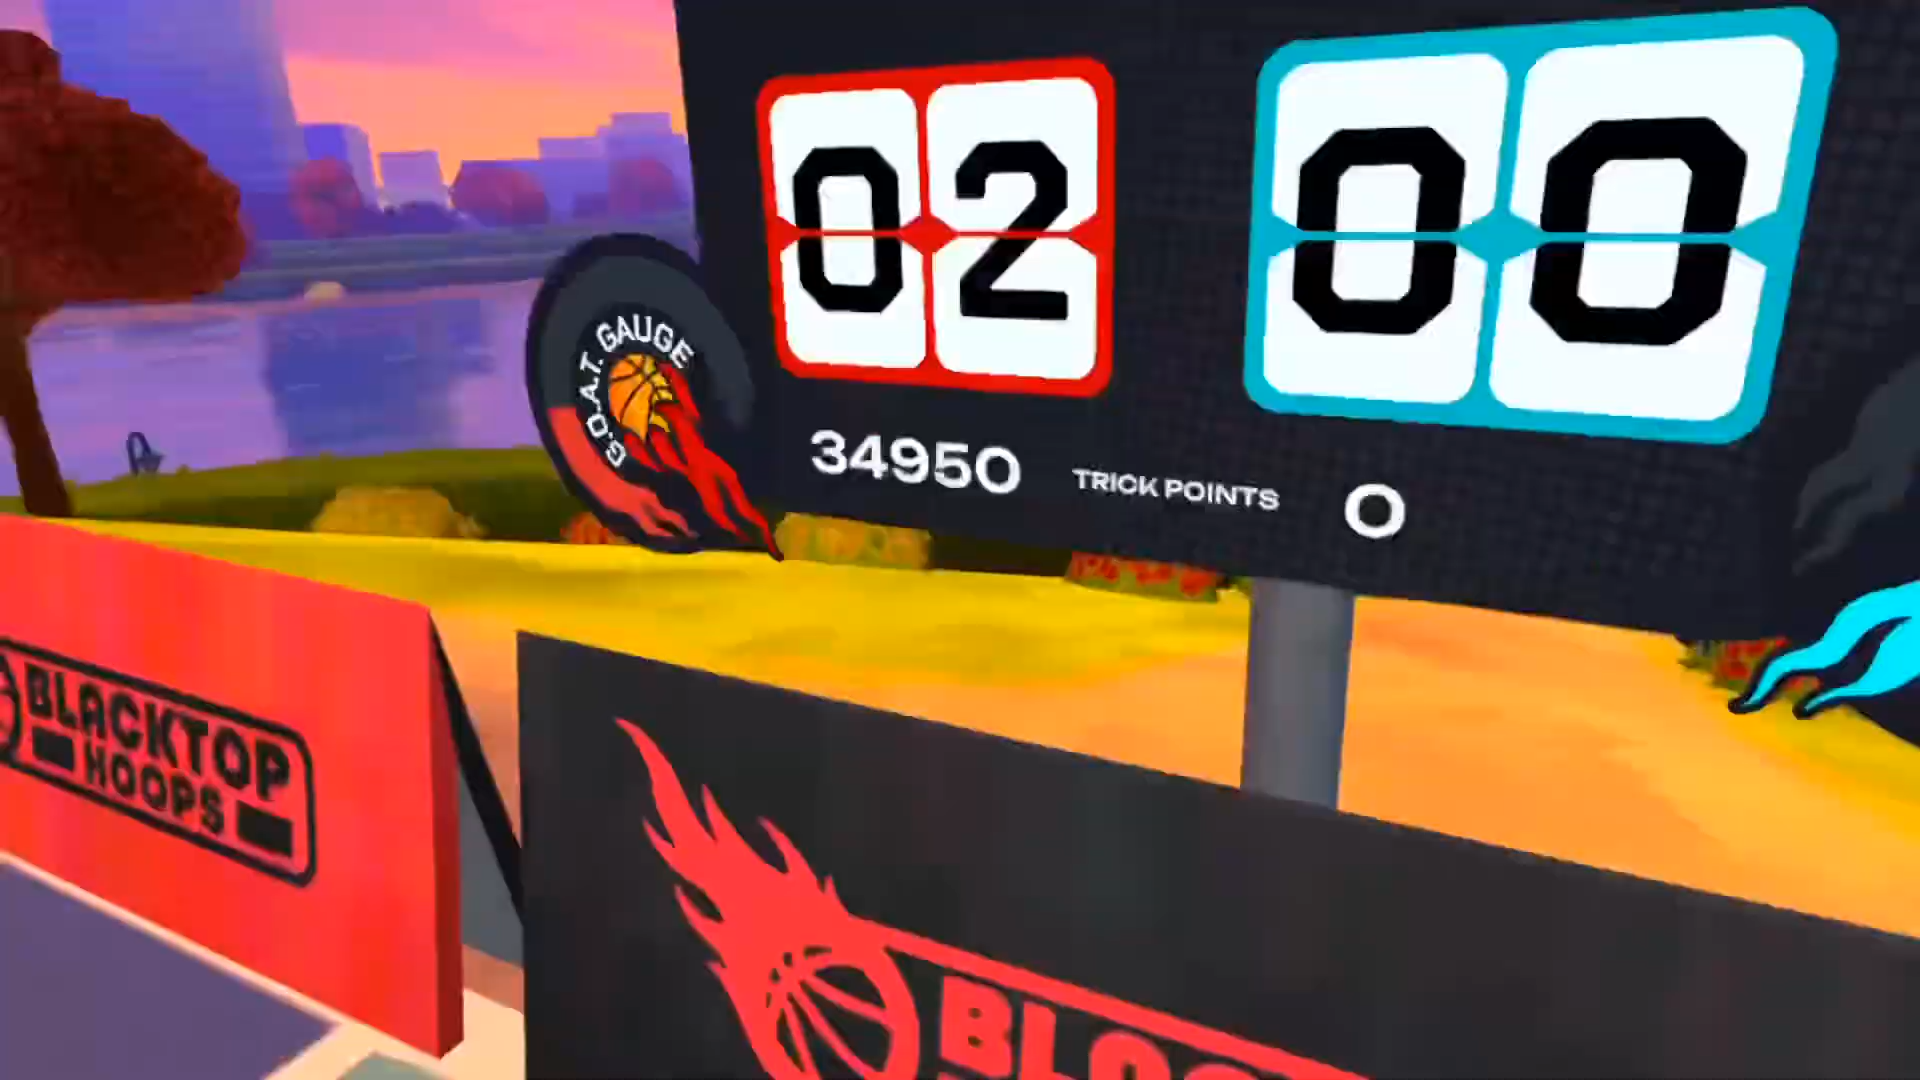 02 00
G.O.A.T. GAUGE
34950 TRICK POINTS 0
BLACKTOP
HOOPS